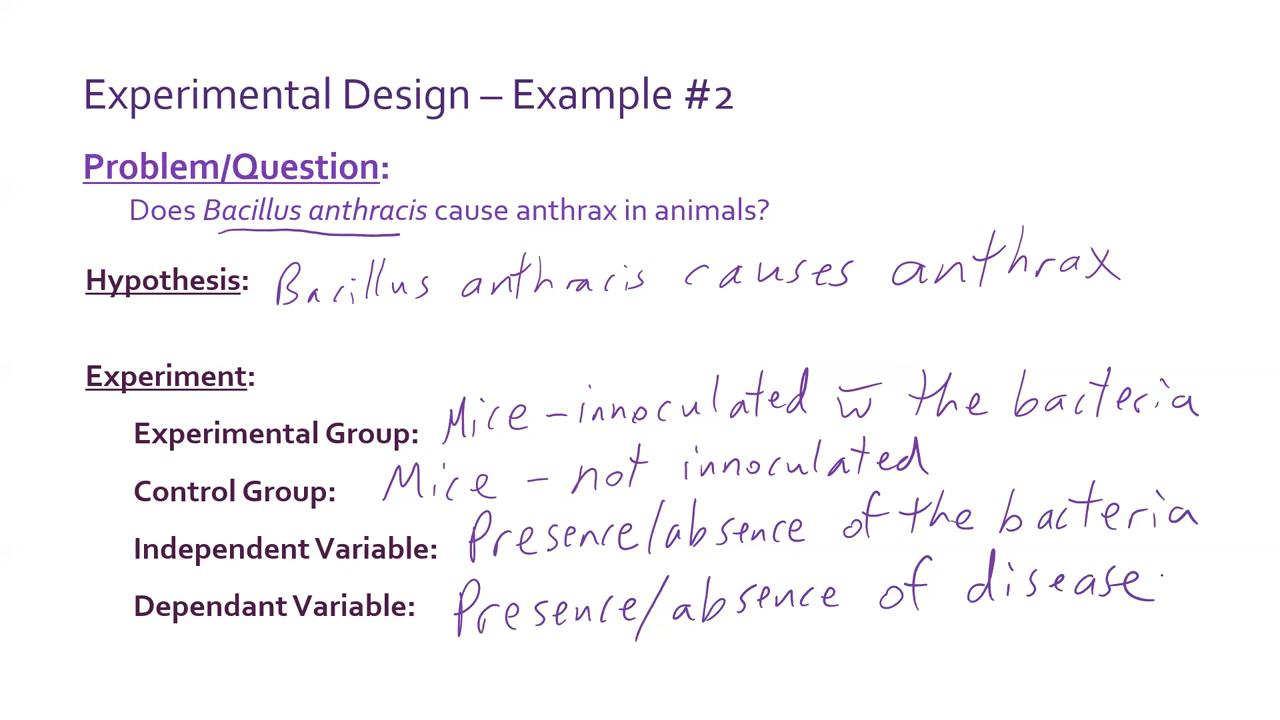 Experimental Design – Example #2
Problem/Question:
Does Bacillus anthracis cause anthrax in animals?
Hypothesis: Bacillus anthracis causes anthrax
Experiment:
Experimental Group: Mice - innoculated w̅ the bacteria
Control Group: Mice - not innoculated
Independent Variable: Presence/absence of the bacteria
Dependant Variable: Presence/absence of disease.